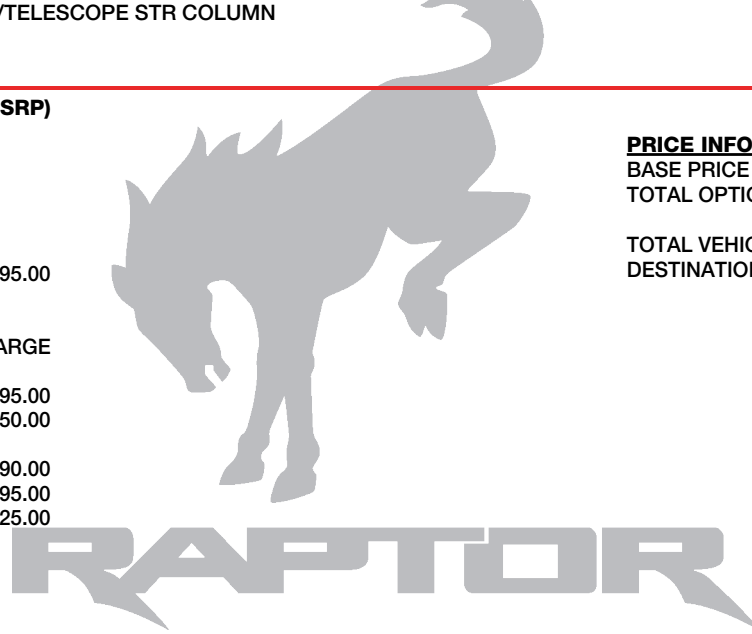 /TELESCOPE STR COLUMN
SRP)
95.00
ARGE
95.00
50.00
90.00
95.00
25.00
PRICE INFO
BASE PRICE
TOTAL OPTIO
TOTAL VEHIC
DESTINATION
RAPTOR